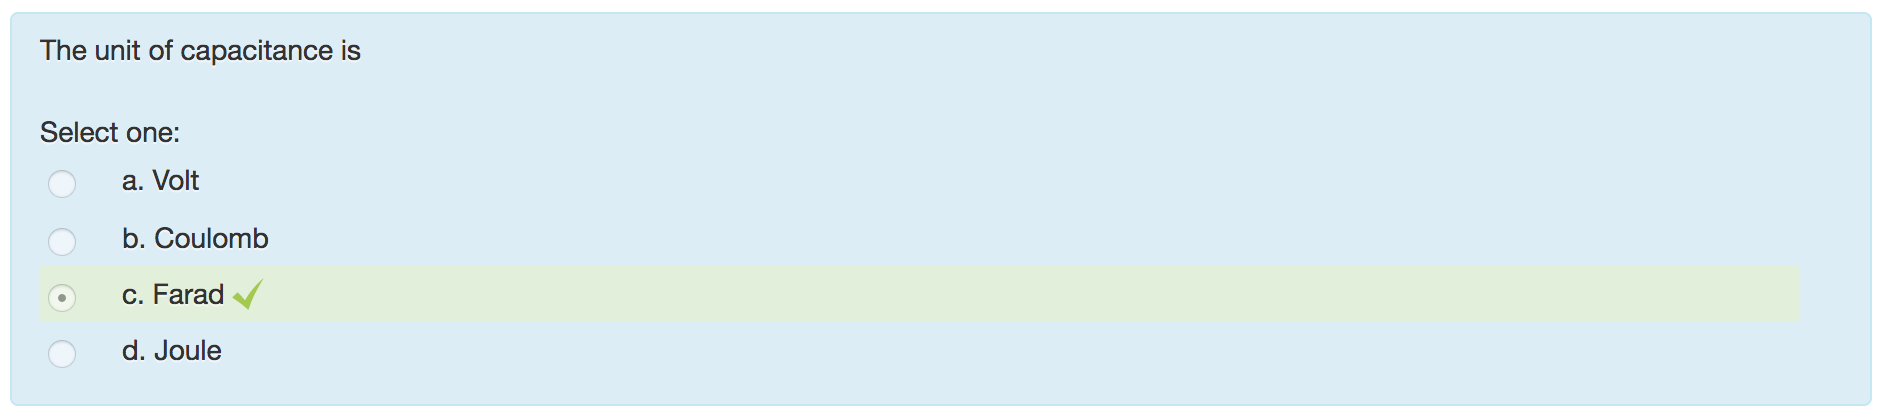 The unit of capacitance is
Select one:
a. Volt
b. Coulomb
c. Farad
d. Joule